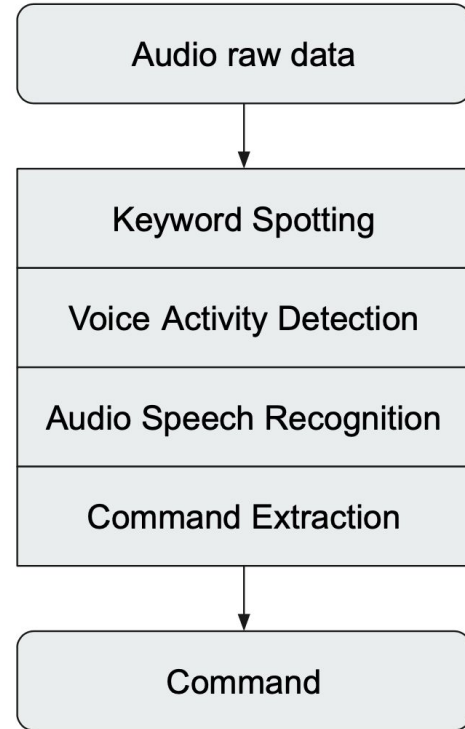 Audio raw data
Keyword Spotting
Voice Activity Detection
Audio Speech Recognition
Command Extraction
Command